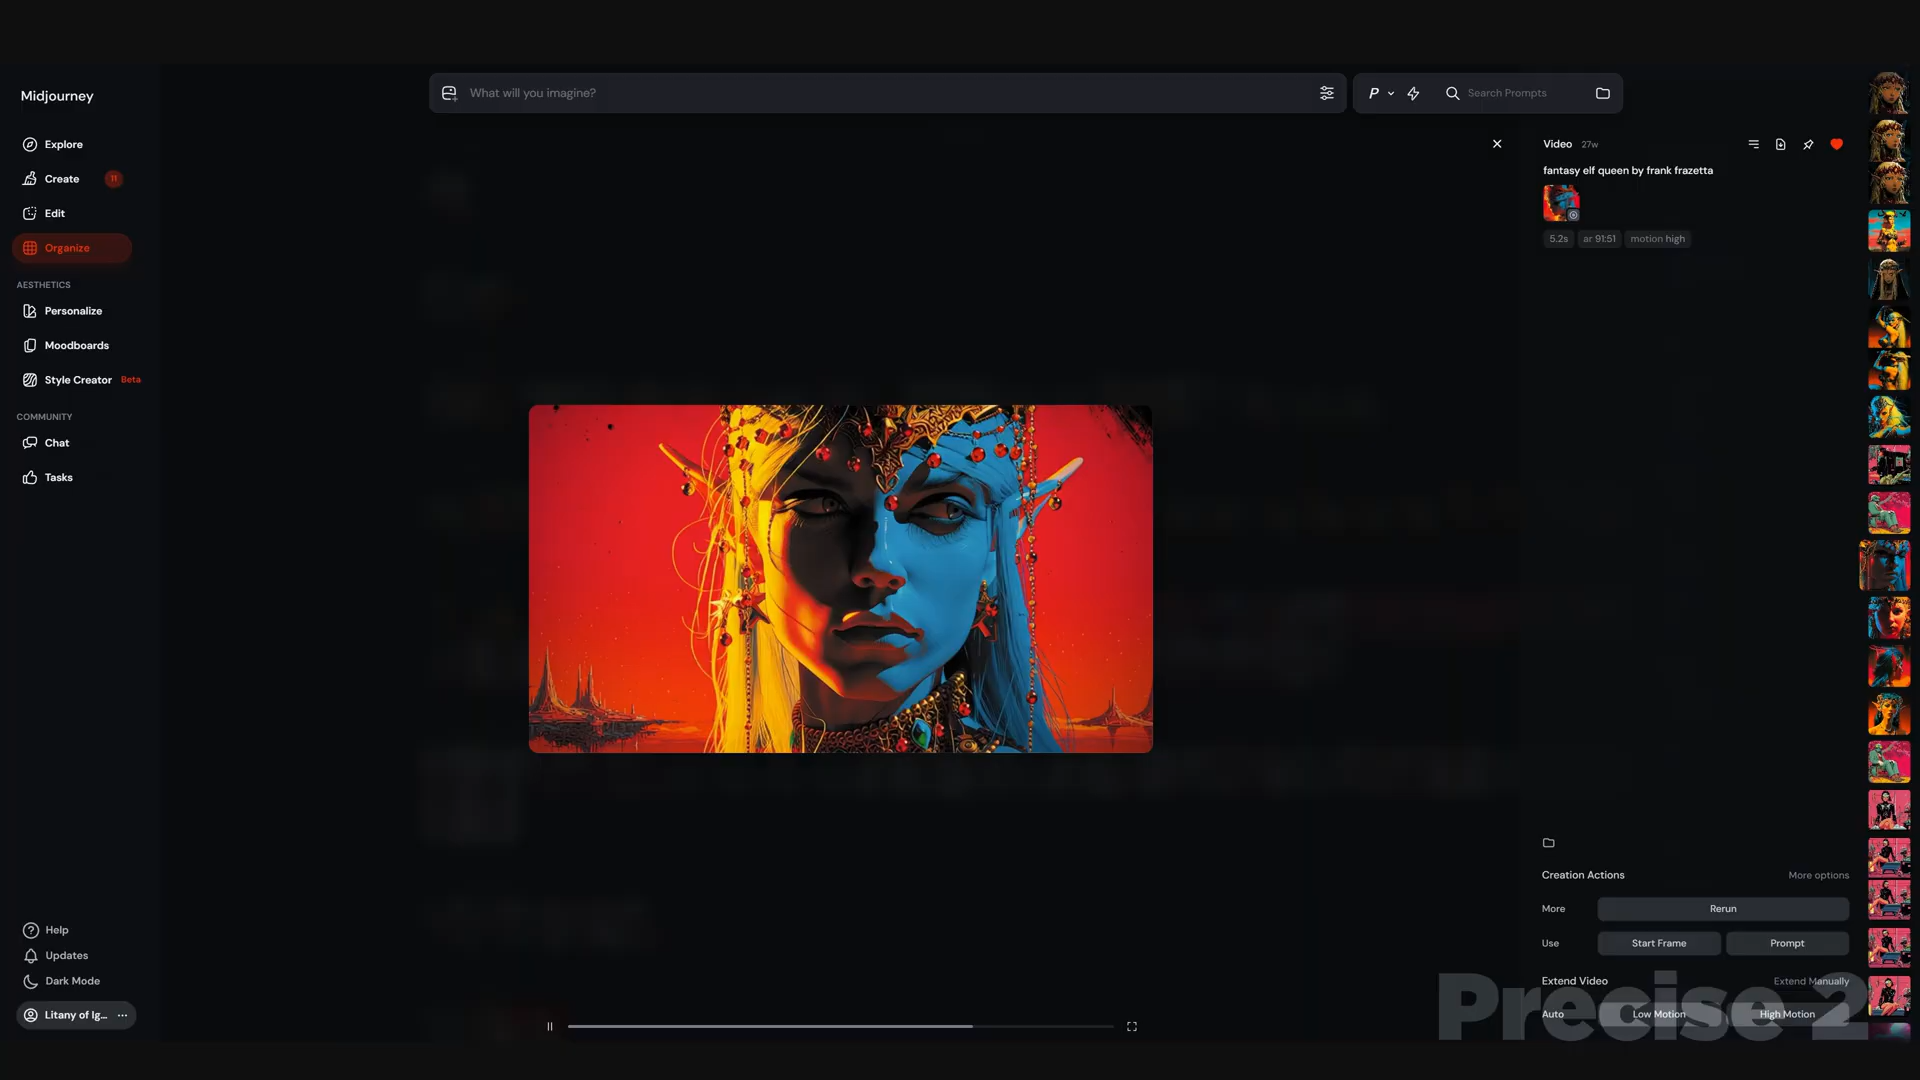 Midjourney
What will you imagine?
P
Search Prompts
Explore
Create 11
Edit
Organize
AESTHETICS
Personalize
Moodboards
Style Creator Beta
COMMUNITY
Chat
Tasks
Help
Updates
Dark Mode
Litany of Ig... ...
Video 27w
fantasy elf queen by frank frazetta
5.2s ar 91:51 motion high
Creation Actions More options
More Rerun
Use Start Frame Prompt
Extend Video Extend Manually
Auto Low Motion High Motion
Precise 2